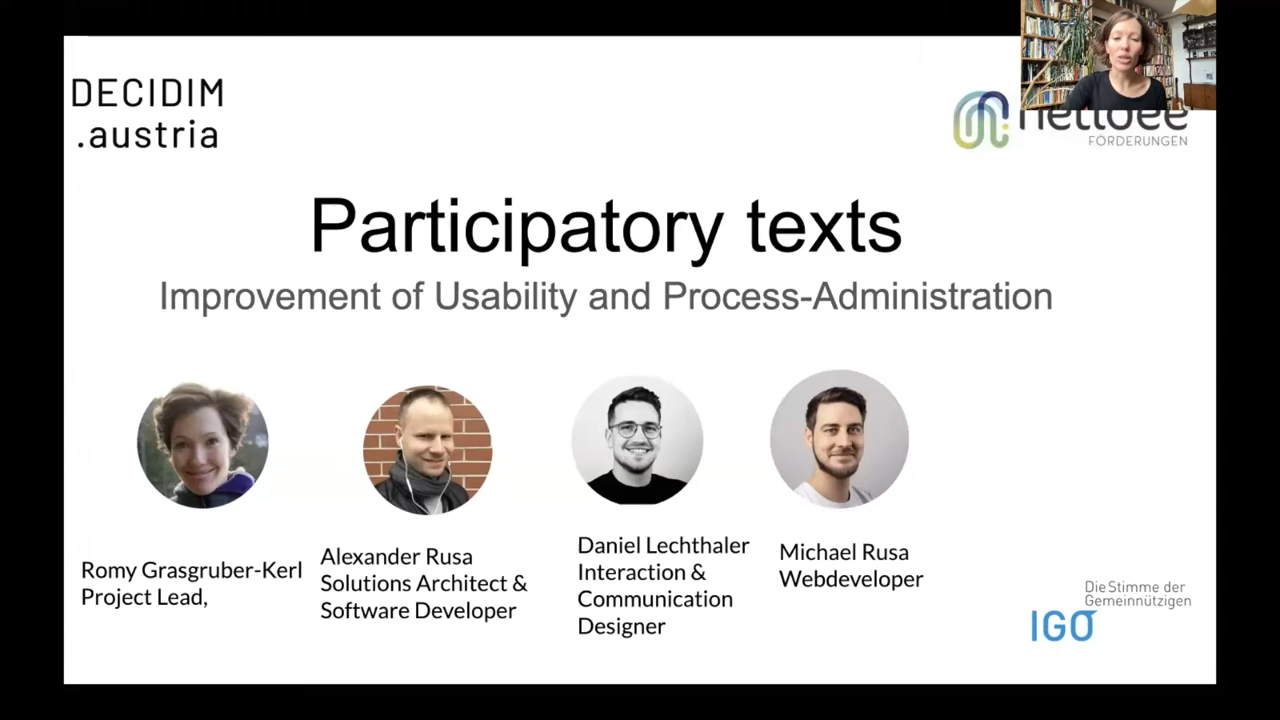 DECIDIM
.austria
FÖRDERUNGEN
Participatory texts
Improvement of Usability and Process-Administration
Romy Grasgruber-Kerl
Project Lead,
Alexander Rusa
Solutions Architect &
Software Developer
Daniel Lechthaler
Interaction &
Communication
Designer
Michael Rusa
Webdeveloper
Die Stimme der
Gemeinnützigen
IGO